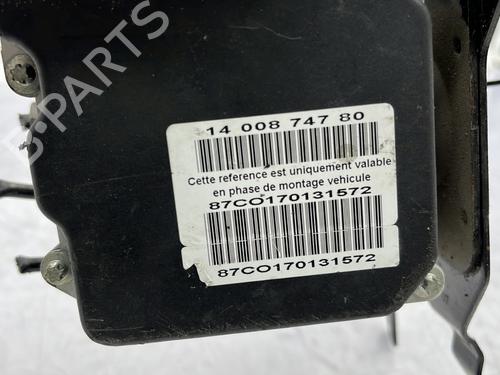 14 008 747 80
Cette reference est uniquement valable
en phase de montage vehicule
87CO170131572
87CO170131572
B-PARTS